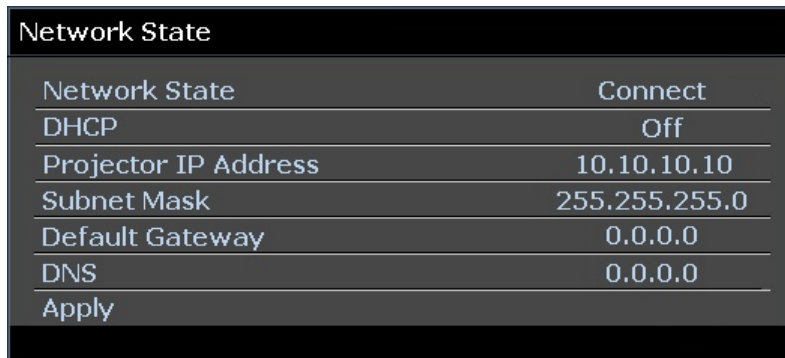 Network State
Network State Connect
DHCP Off
Projector IP Address 10.10.10.10
Subnet Mask 255.255.255.0
Default Gateway 0.0.0.0
DNS 0.0.0.0
Apply